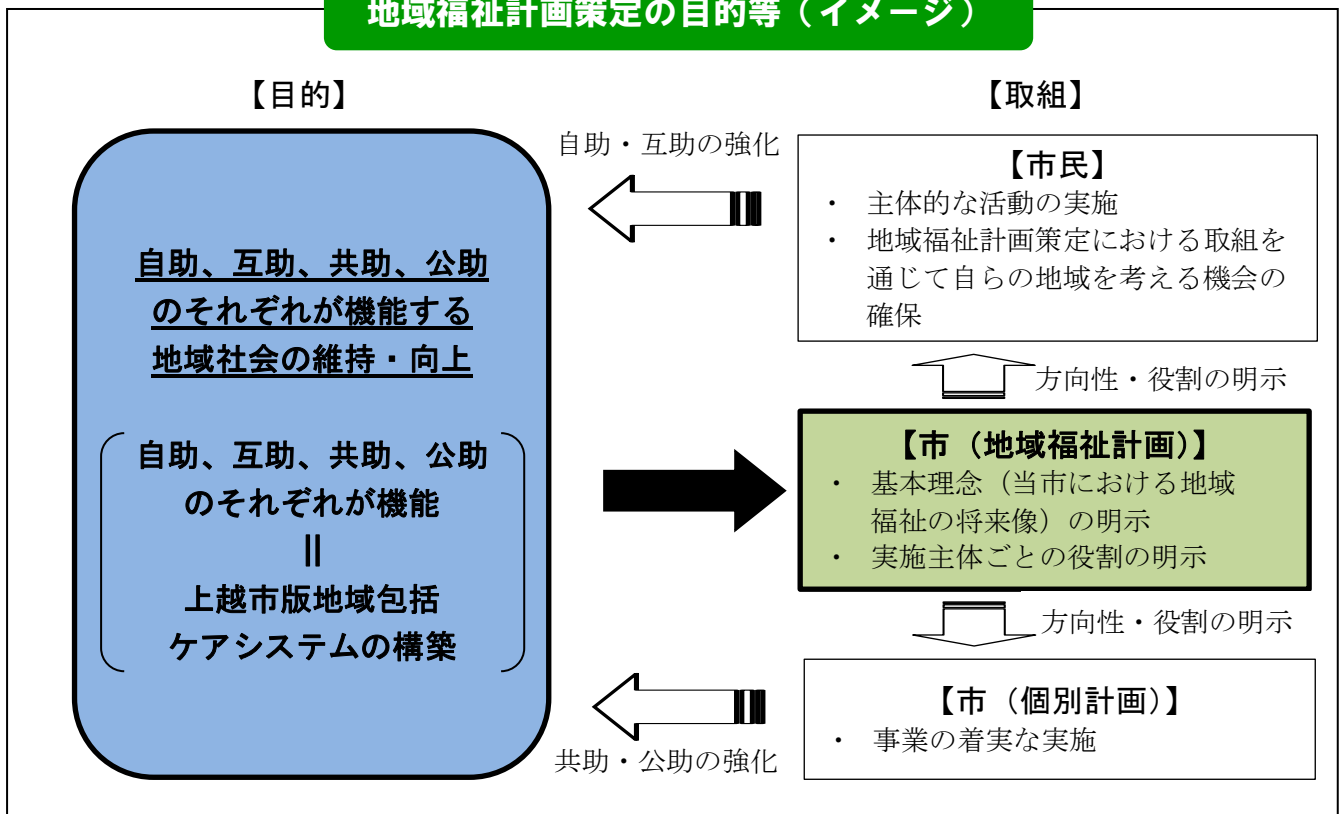 地域福祉計画策定の目的等（イメージ）
【目的】
自助、互助、共助、公助
のそれぞれが機能する
地域社会の維持・向上
自助、互助、共助、公助
のそれぞれが機能
||
上越市版地域包括
ケアシステムの構築
【取組】
自助・互助の強化
【市民】
・ 主体的な活動の実施
・ 地域福祉計画策定における取組を
通じて自らの地域を考える機会の
確保
方向性・役割の明示
【市（地域福祉計画）】
・ 基本理念（当市における地域
福祉の将来像）の明示
・ 実施主体ごとの役割の明示
方向性・役割の明示
【市（個別計画）】
・ 事業の着実な実施
共助・公助の強化